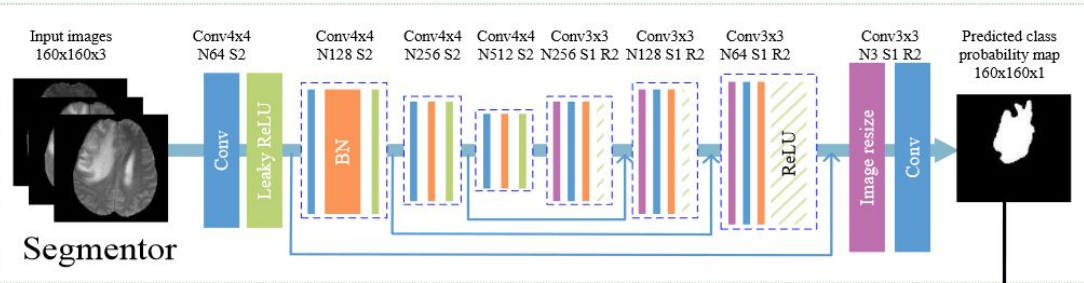 Input images
160x160x3
Conv4x4
N64 S2
Conv4x4
N128 S2
Conv4x4
N256 S2
Conv4x4
N512 S2
Conv3x3
N256 S1 R2
Conv3x3
N128 S1 R2
Conv3x3
N64 S1 R2
Conv3x3
N3 S1 R2
Predicted class
probability map
160x160x1
Conv
Leaky ReLU
BN
ReLU
Image resize
Conv
Segmentor